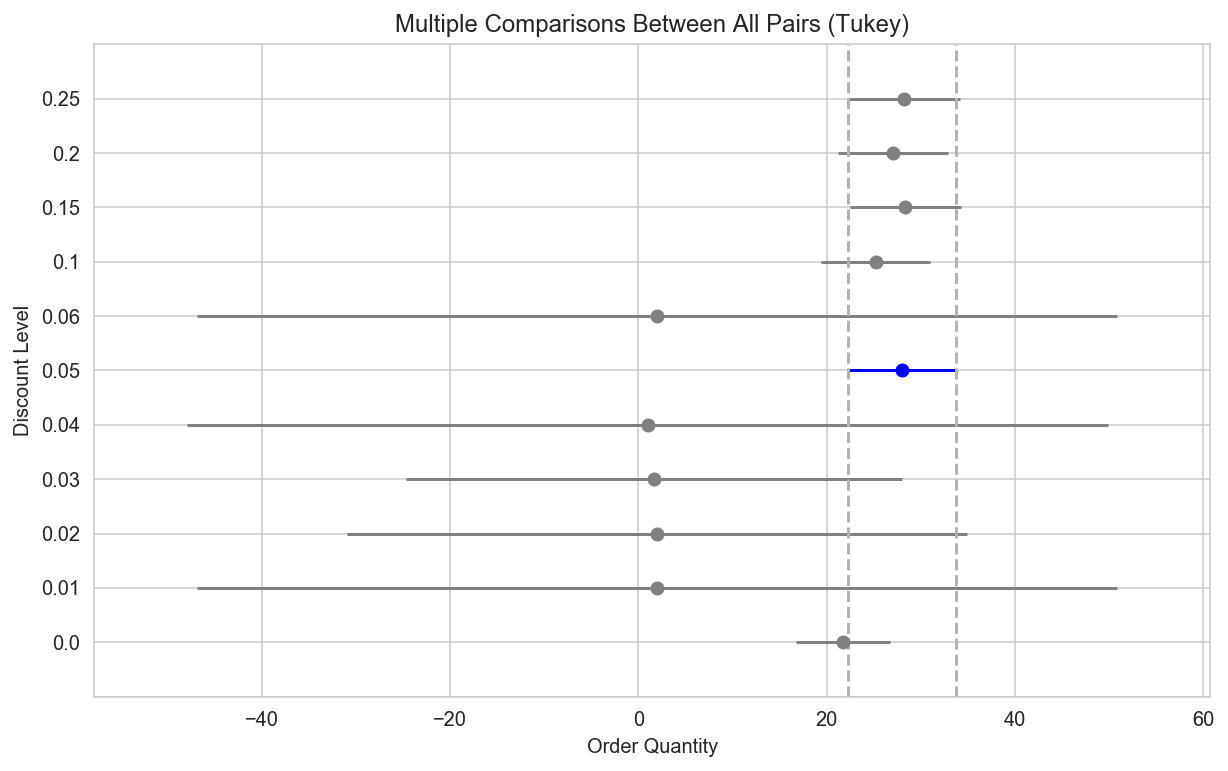 Multiple Comparisons Between All Pairs (Tukey)
0.25
0.2
0.15
0.1
0.06
0.05
0.04
0.03
0.02
0.01
0.0
Discount Level
−40 −20 0 20 40 60
Order Quantity